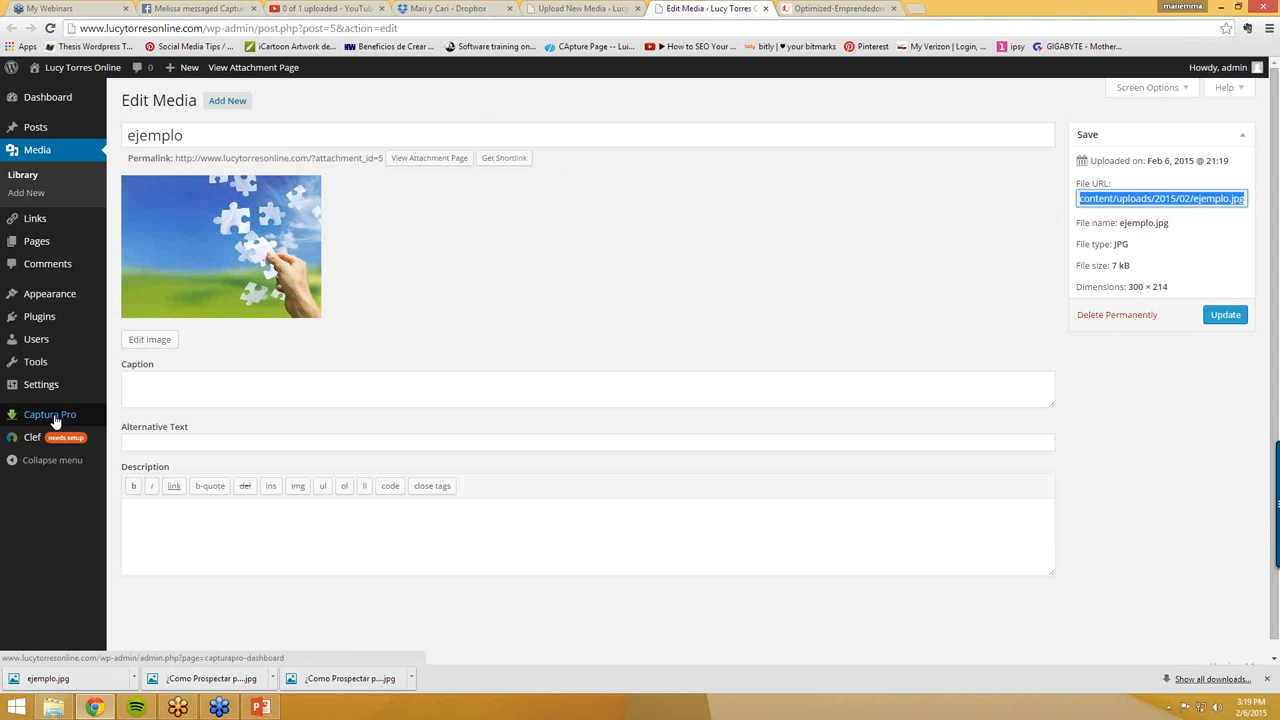 My Webinars
Melissa messaged Captur
0 of 1 uploaded - YouTub
Mari y Cari - Dropbox
Upload New Media ‹ Lucy
Edit Media ‹ Lucy Torres O
Optimized-Emprendedore
mariemma
www.lucytorresonline.com/wp-admin/post.php?post=5&action=edit
Apps
Thesis Wordpress T...
Social Media Tips / ...
iCartoon Animate M...
Beneficios de Crear ...
Software training on...
CApture Page -- Lui...
How to SEO Your ...
bitly | ♥ your bitmarks
Pinterest
My Verizon | Login, ...
ipsy
GIGABYTE - Mother...
Lucy Torres Online
0
New
View Attachment Page
Howdy, admin
Dashboard
Posts
Media
Library
Add New
Links
Pages
Comments
Appearance
Plugins
Users
Tools
Settings
Captura Pro
Clef needs setup
Collapse menu
Screen Options
Help
Edit Media
Add New
ejemplo
Permalink: http://www.lucytorresonline.com/?attachment_id=5
View Attachment Page
Get Shortlink
Edit Image
Caption
Alternative Text
Description
b
i
link
b-quote
del
ins
img
ul
ol
li
code
close tags
Save
Uploaded on: Feb 6, 2015 @ 21:19
File URL:
content/uploads/2015/02/ejemplo.jpg
File name: ejemplo.jpg
File type: JPG
File size: 7 kB
Dimensions: 300 × 214
Delete Permanently
Update
www.lucytorresonline.com/wp-admin/admin.php?page=capturapro-dashboard
ejemplo.jpg
¿Como Prospectar p....jpg
¿Como Prospectar p....jpg
Show all downloads...
3:19 PM
2/6/2015